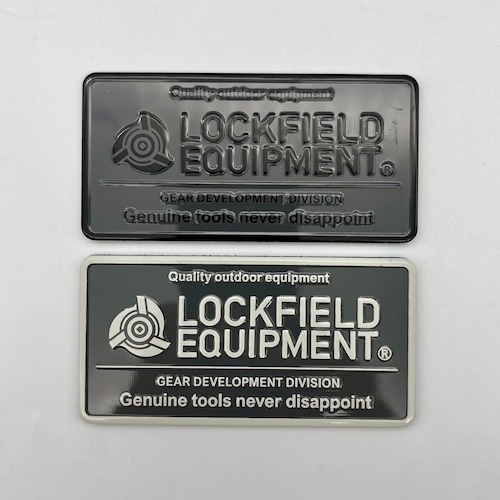 Quality outdoor equipment
LOCKFIELD
EQUIPMENT®
GEAR DEVELOPMENT DIVISION
Genuine tools never disappoint
Quality outdoor equipment
LOCKFIELD
EQUIPMENT®
GEAR DEVELOPMENT DIVISION
Genuine tools never disappoint